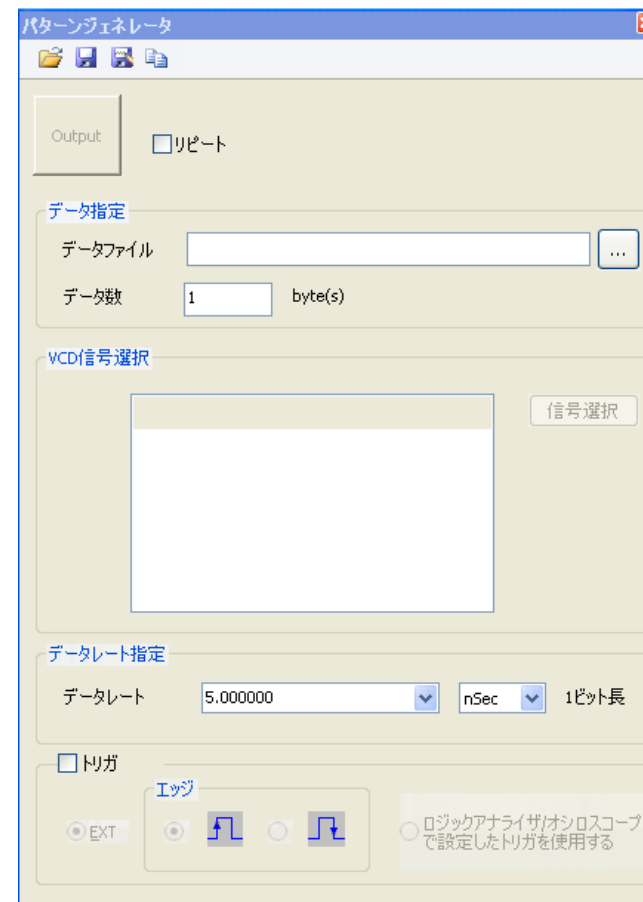 パターンジェネレータ
Output
リピート
データ指定
データファイル
...
データ数 1 byte(s)
VCD信号選択
信号選択
データレート指定
データレート 5.000000 nSec 1ビット長
トリガ
エッジ
EXT
ロジックアナライザ/オシロスコープ
で設定したトリガを使用する